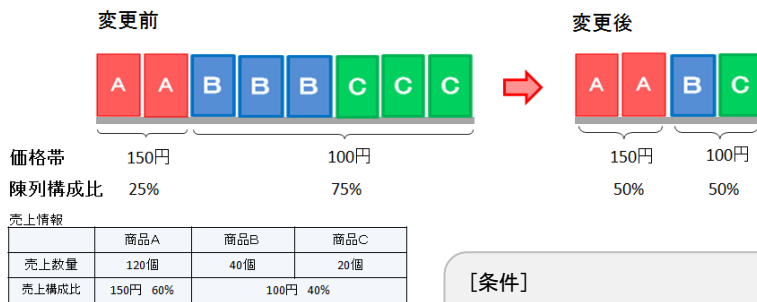 変更前
変更後
A A B B B C C C
A A B C
価格帯 150円 100円 150円 100円
陳列構成比 25% 75% 50% 50%
売上情報
商品A 商品B 商品C
売上数量 120個 40個 20個
売上構成比 150円 60% 100円 40%
[条件]